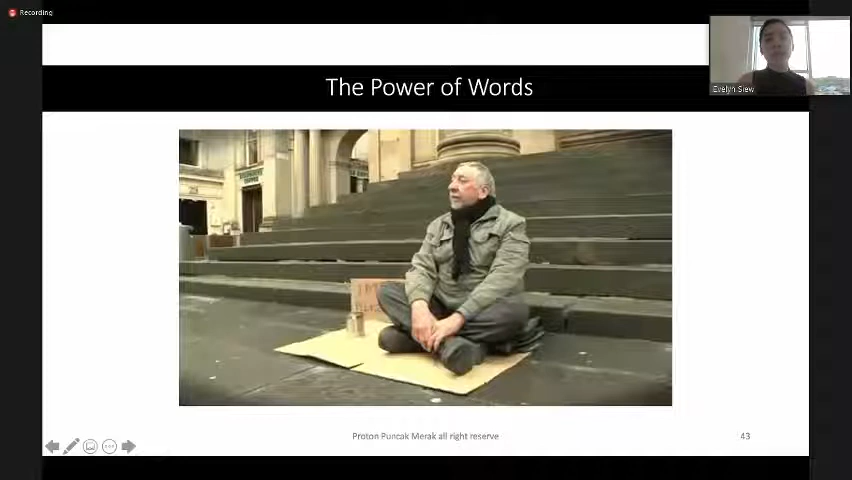 Recording
The Power of Words
Evelyn Siew
Proton Puncak Merak all right reserve
43